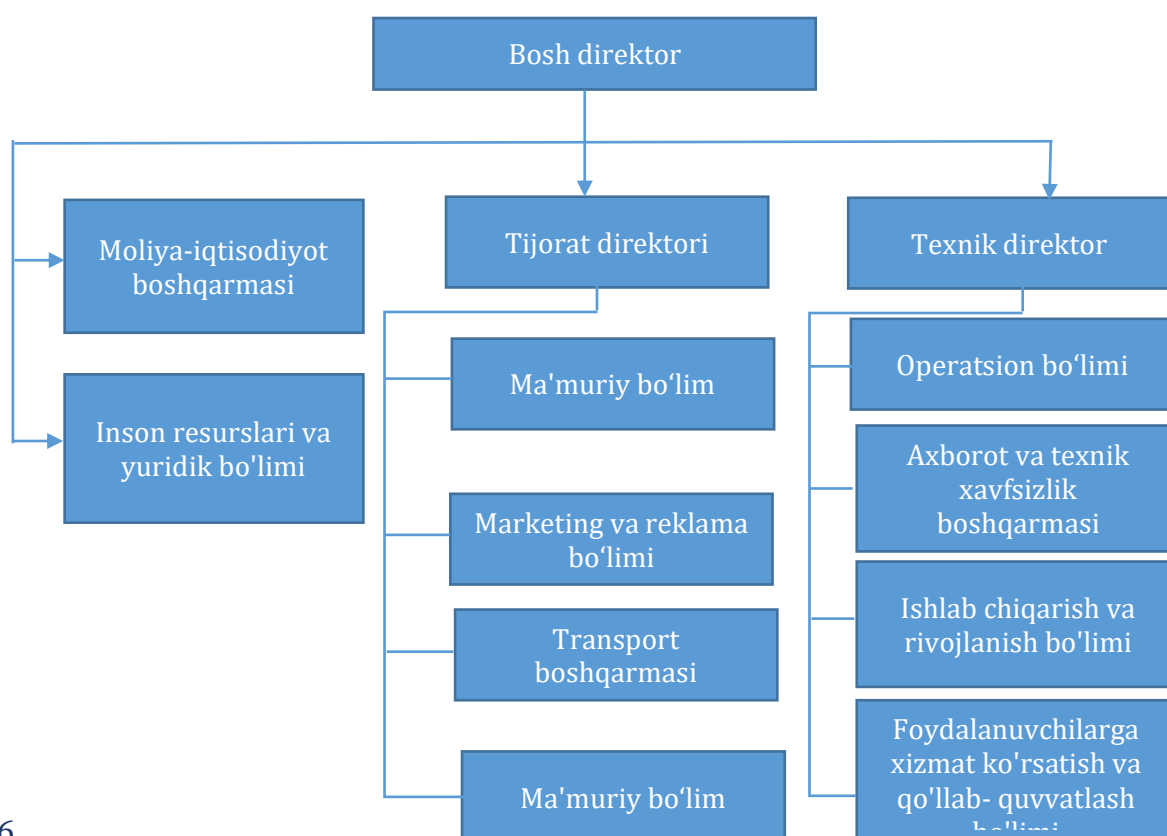 Bosh direktor
Moliya-iqtisodiyot
boshqarmasi
Inson resurslari va
yuridik bo'limi
Tijorat direktori
Ma'muriy bo‘lim
Marketing va reklama
bo‘limi
Transport
boshqarmasi
Ma'muriy bo‘lim
Texnik direktor
Operatsion bo‘limi
Axborot va texnik
xavfsizlik
boshqarmasi
Ishlab chiqarish va
rivojlanish bo'limi
Foydalanuvchilarga
xizmat ko'rsatish va
qo'llab- quvvatlash
bo'limi